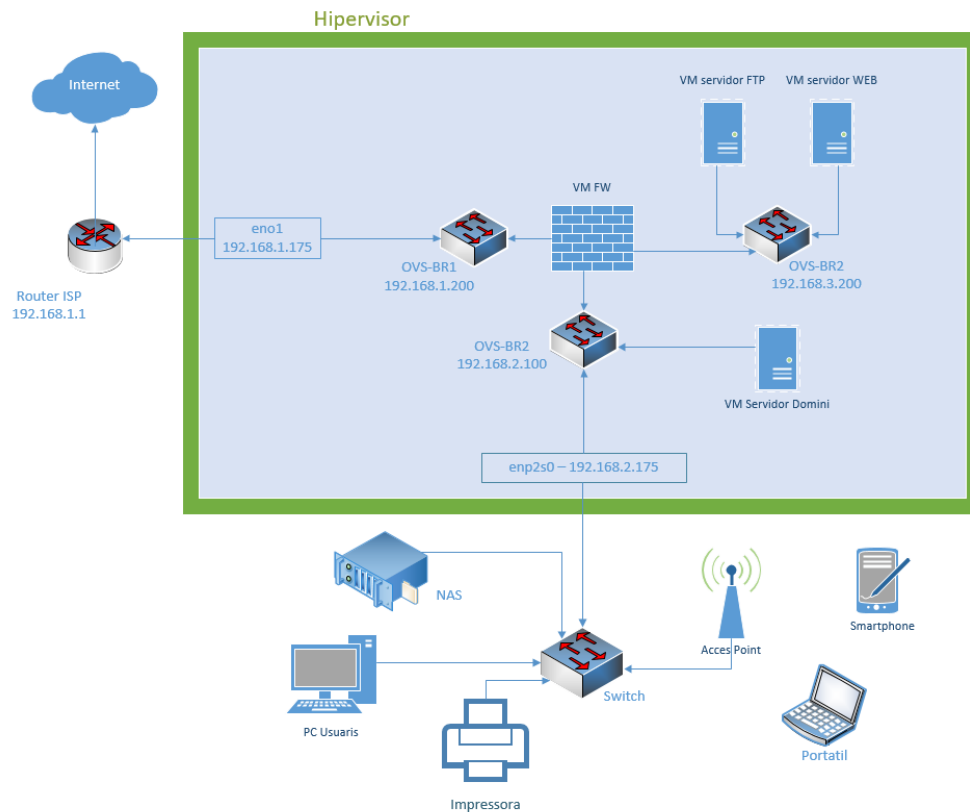 Hipervisor
Internet
VM servidor FTP
VM servidor WEB
VM FW
eno1
192.168.1.175
OVS-BR1
192.168.1.200
OVS-BR2
192.168.3.200
Router ISP
192.168.1.1
OVS-BR2
192.168.2.100
VM Servidor Domini
enp2s0 – 192.168.2.175
NAS
Smartphone
Acces Point
Switch
PC Usuaris
Portatil
Impressora